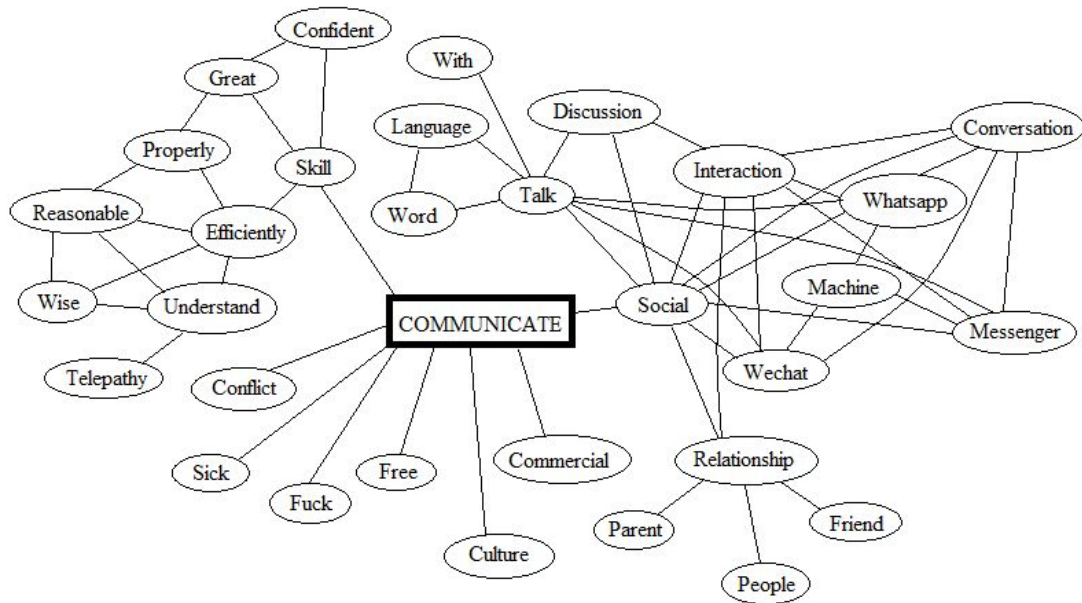 Confident
With
Great
Discussion
Language
Conversation
Properly
Skill
Interaction
Talk
Whatsapp
Reasonable
Word
Efficiently
Machine
Wise
Understand
Social
COMMUNICATE
Messenger
Telepathy
Conflict
Wechat
Sick
Free
Commercial
Relationship
Fuck
Parent
Friend
Culture
People